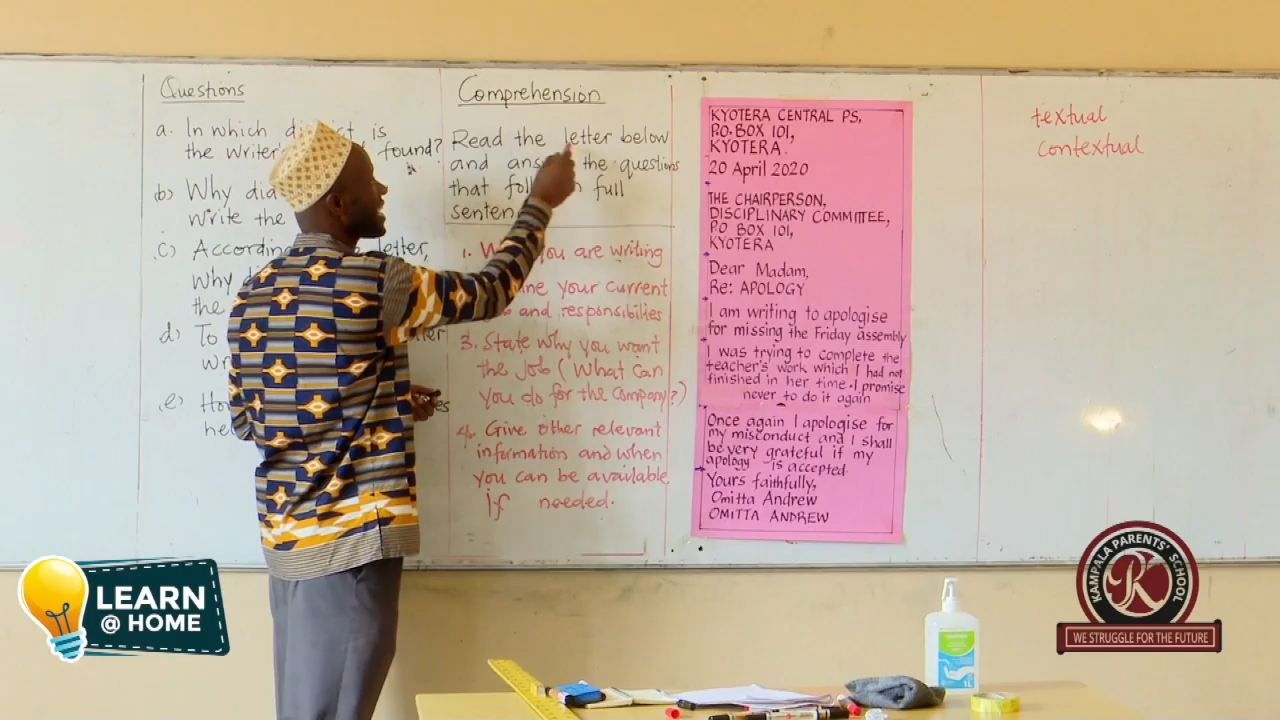 Questions
a. In which is
the writer's found?
b) Why did
write the
c) According letter,
Why
the
d) To
e)
Comprehension
Read the letter below
and the questions
that full
1. you are writing
your current
and responsibilies
3. State why you want
the job (What can
you do for the company?)
4. Give other relevant
information and when
you can be available
if needed.
KYOTERA CENTRAL PS,
P.O. BOX 101,
KYOTERA.
20 April 2020
THE CHAIRPERSON,
DISCIPLINARY COMMITTEE,
P.O BOX 101,
KYOTERA
Dear Madam,
Re: APOLOGY
I am writing to apologise
for missing the Friday assembly
I was trying to complete the
teacher's work which I had not
finished in her time. I promise
never to do it again
Once again I apologise for
my misconduct and I shall
be very grateful if my
apology is accepted.
Yours faithfully,
Omitta Andrew
OMITTA ANDREW
textual
contextual
LEARN
@ HOME
KAMPALA PARENTS' SCHOOL
K
WE STRUGGLE FOR THE FUTURE